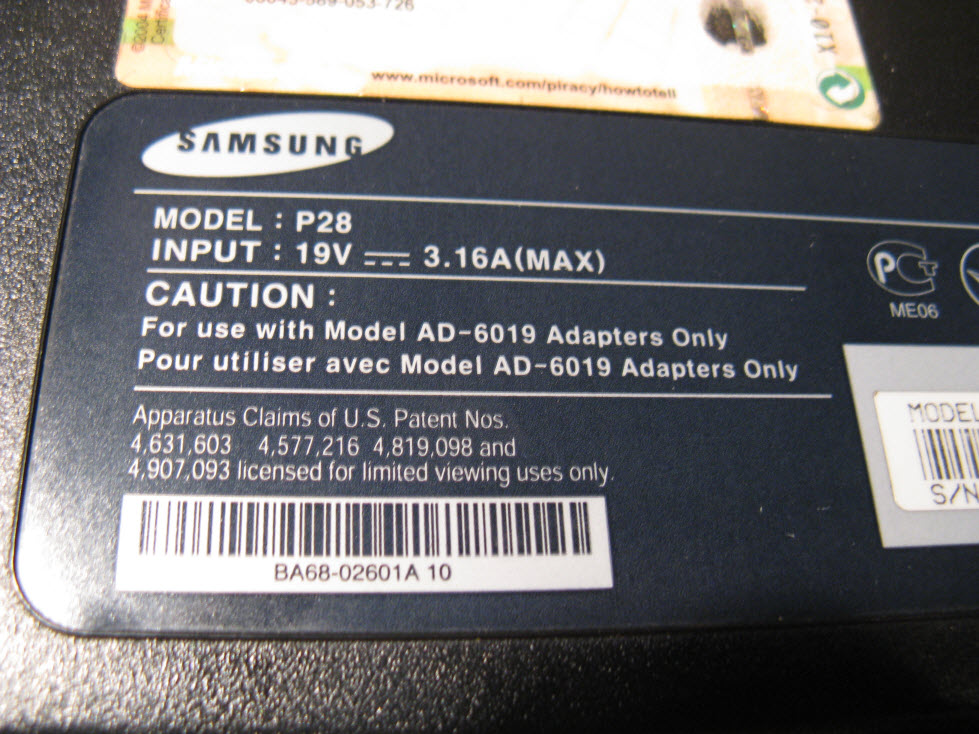 ©2004
www.microsoft.com/piracy/howtotell
SAMSUNG
MODEL : P28
INPUT : 19V ⎓ 3.16A(MAX)
CAUTION :
For use with Model AD-6019 Adapters Only
Pour utiliser avec Model AD-6019 Adapters Only
Apparatus Claims of U.S. Patent Nos.
4,631,603 4,577,216 4,819,098 and
4,907,093 licensed for limited viewing uses only.
BA68-02601A 10
ME06
MODEL
S/N